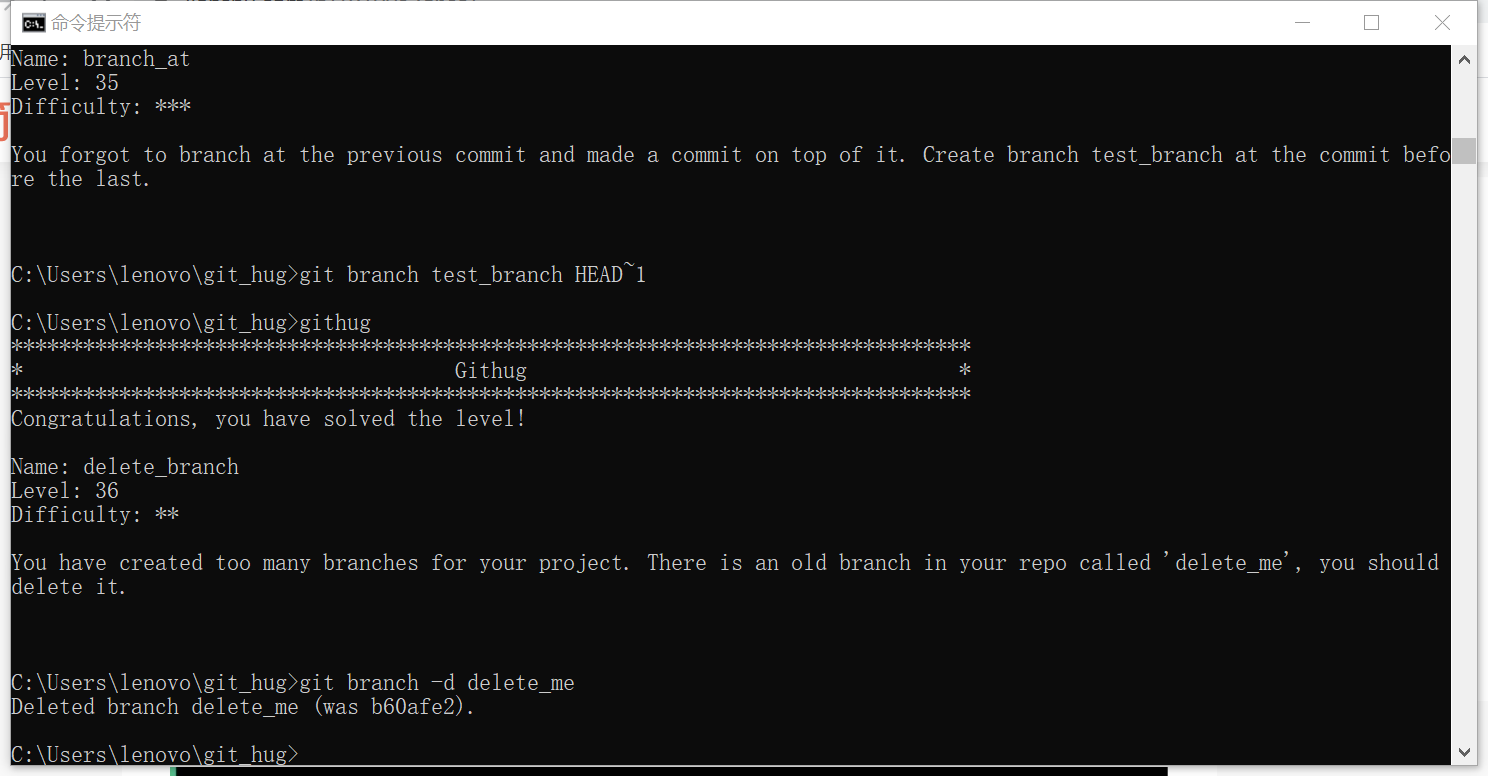 命令提示符
Name: branch_at
Level: 35
Difficulty: ***
You forgot to branch at the previous commit and made a commit on top of it. Create branch test_branch at the commit befo
re the last.
C:\Users\lenovo\git_hug>git branch test_branch HEAD~1
C:\Users\lenovo\git_hug>githug
********************************************************************************
*                                    Githug                                    *
********************************************************************************
Congratulations, you have solved the level!
Name: delete_branch
Level: 36
Difficulty: **
You have created too many branches for your project. There is an old branch in your repo called 'delete_me', you should
delete it.
C:\Users\lenovo\git_hug>git branch -d delete_me
Deleted branch delete_me (was b60afe2).
C:\Users\lenovo\git_hug>